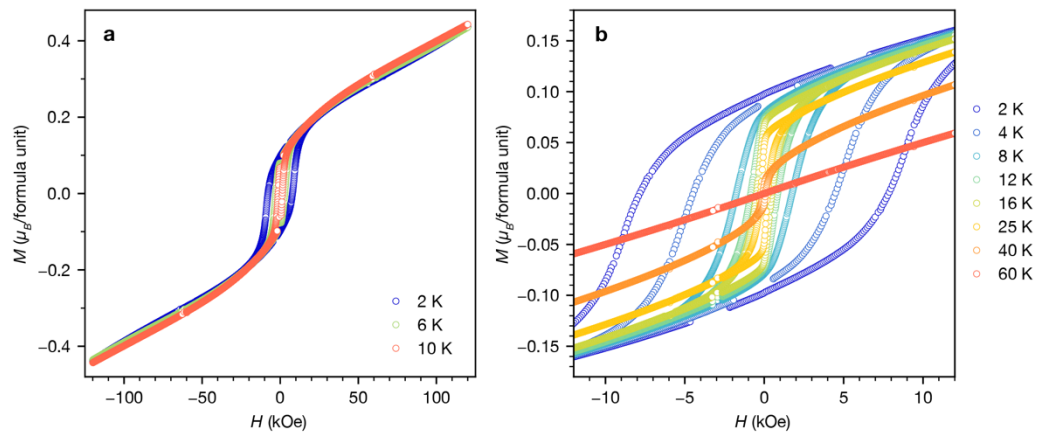 a
M (μB/formula unit)
0.4
0.2
0.0
−0.2
−0.4
−100
−50
0
50
100
H (kOe)
2 K
6 K
10 K
b
M (μB/formula unit)
0.15
0.10
0.05
0.00
−0.05
−0.10
−0.15
−10
−5
0
5
10
H (kOe)
2 K
4 K
8 K
12 K
16 K
25 K
40 K
60 K